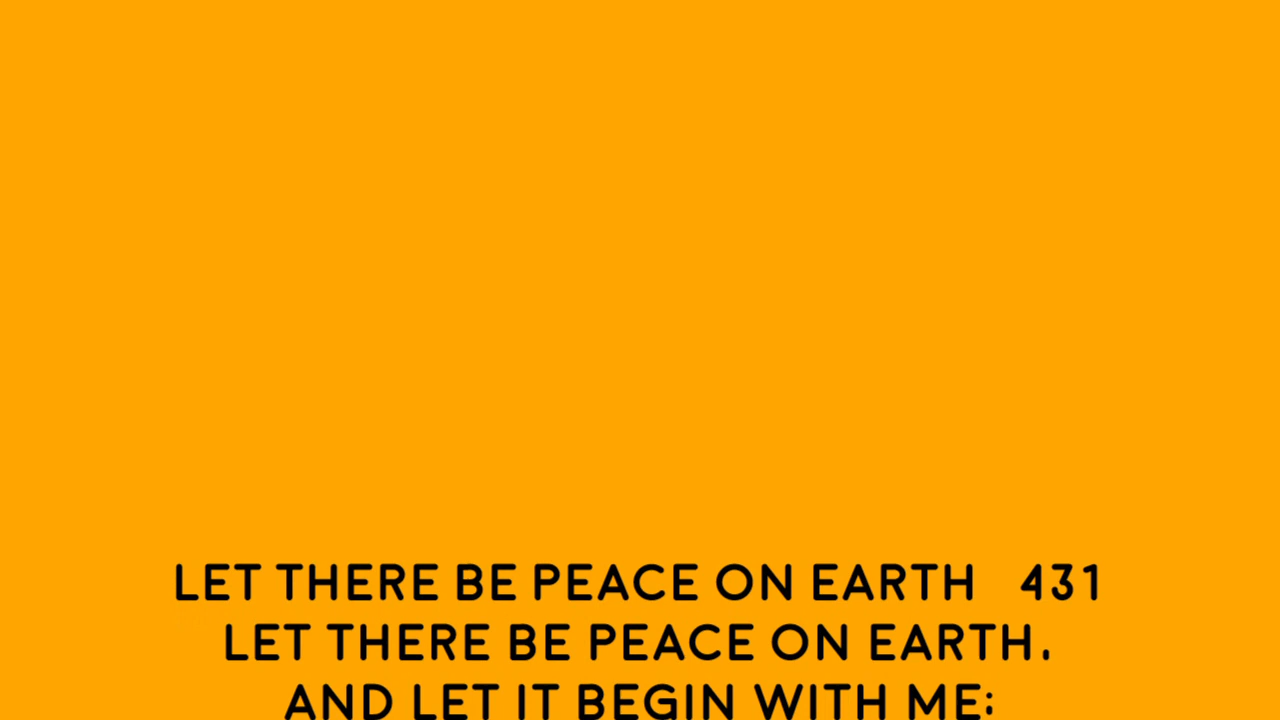 LET THERE BE PEACE ON EARTH 431
LET THERE BE PEACE ON EARTH.
AND LET IT BEGIN WITH ME: